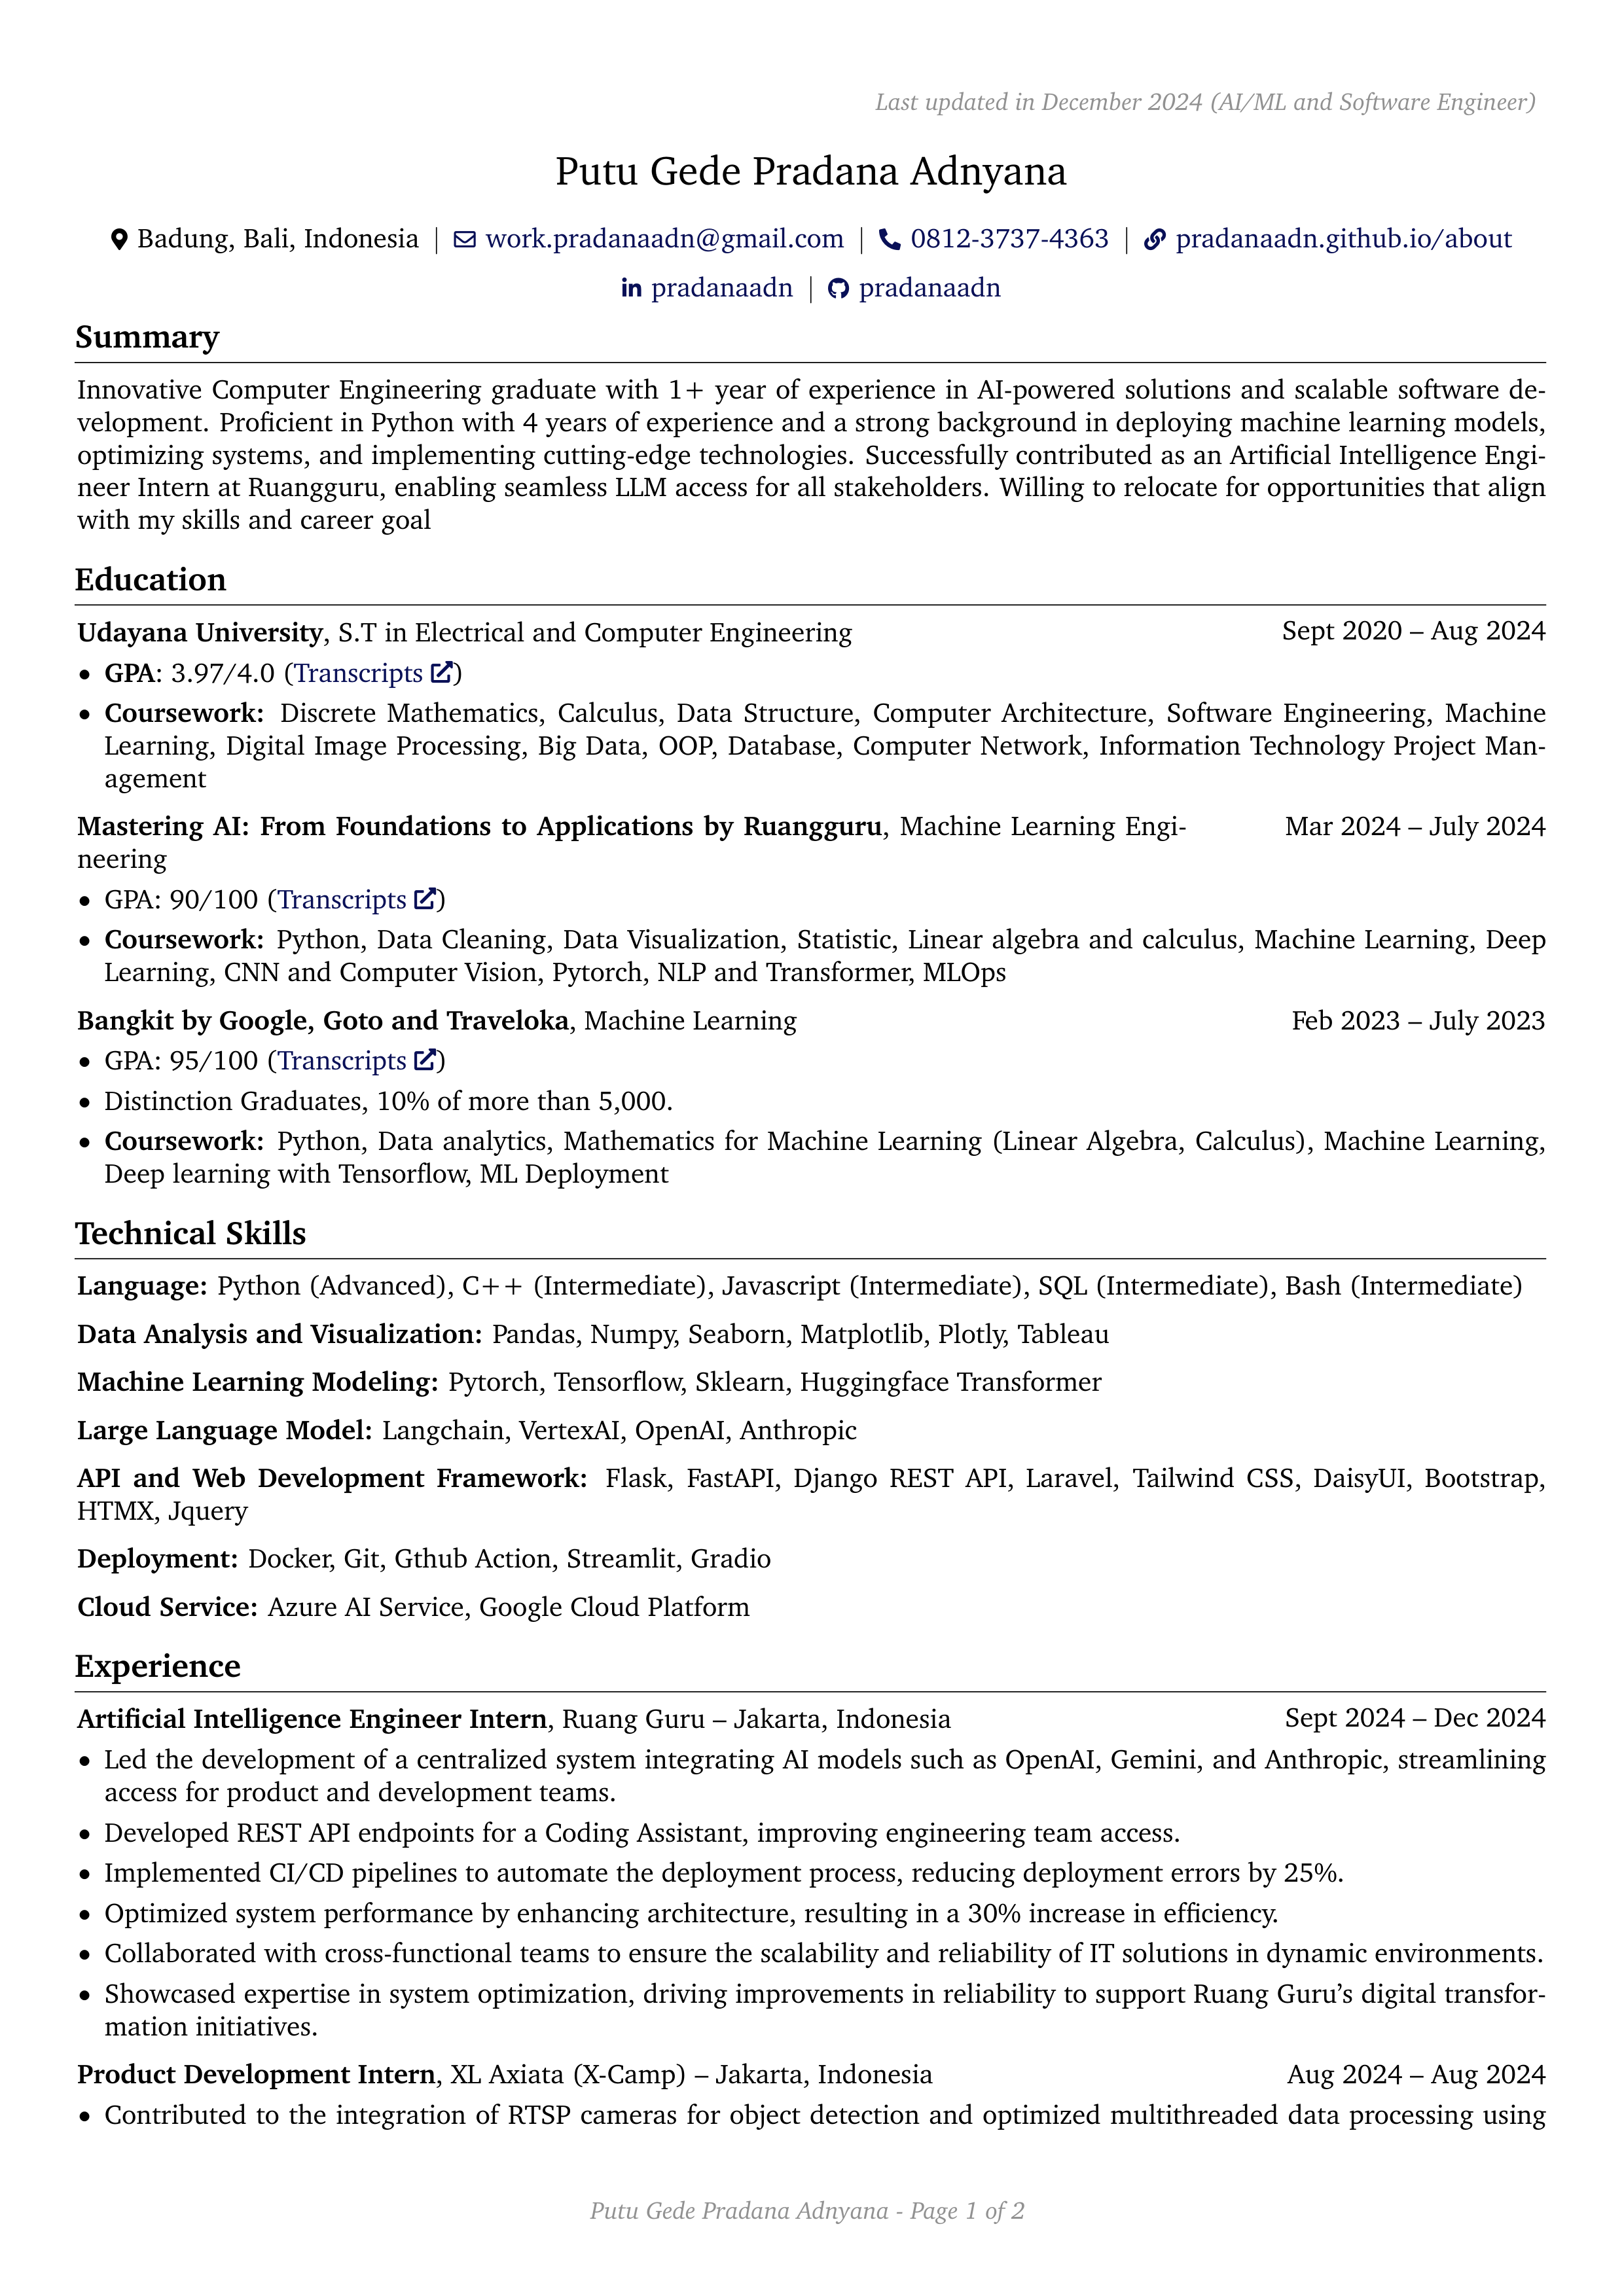 Last updated in December 2024 (AI/ML and Software Engineer)
Putu Gede Pradana Adnyana
Badung, Bali, Indonesia | work.pradanaadn@gmail.com | 0812-3737-4363 | pradanaadn.github.io/about
pradanaadn | pradanaadn
Summary
Innovative Computer Engineering graduate with 1+ year of experience in AI-powered solutions and scalable software de-
velopment. Proficient in Python with 4 years of experience and a strong background in deploying machine learning models,
optimizing systems, and implementing cutting-edge technologies. Successfully contributed as an Artificial Intelligence Engi-
neer Intern at Ruangguru, enabling seamless LLM access for all stakeholders. Willing to relocate for opportunities that align
with my skills and career goal
Education
Udayana University, S.T in Electrical and Computer Engineering Sept 2020 – Aug 2024
• GPA: 3.97/4.0 (Transcripts)
• Coursework: Discrete Mathematics, Calculus, Data Structure, Computer Architecture, Software Engineering, Machine
Learning, Digital Image Processing, Big Data, OOP, Database, Computer Network, Information Technology Project Man-
agement
Mastering AI: From Foundations to Applications by Ruangguru, Machine Learning Engi- Mar 2024 – July 2024
neering
• GPA: 90/100 (Transcripts)
• Coursework: Python, Data Cleaning, Data Visualization, Statistic, Linear algebra and calculus, Machine Learning, Deep
Learning, CNN and Computer Vision, Pytorch, NLP and Transformer, MLOps
Bangkit by Google, Goto and Traveloka, Machine Learning Feb 2023 – July 2023
• GPA: 95/100 (Transcripts)
• Distinction Graduates, 10% of more than 5,000.
• Coursework: Python, Data analytics, Mathematics for Machine Learning (Linear Algebra, Calculus), Machine Learning,
Deep learning with Tensorflow, ML Deployment
Technical Skills
Language: Python (Advanced), C++ (Intermediate), Javascript (Intermediate), SQL (Intermediate), Bash (Intermediate)
Data Analysis and Visualization: Pandas, Numpy, Seaborn, Matplotlib, Plotly, Tableau
Machine Learning Modeling: Pytorch, Tensorflow, Sklearn, Huggingface Transformer
Large Language Model: Langchain, VertexAI, OpenAI, Anthropic
API and Web Development Framework: Flask, FastAPI, Django REST API, Laravel, Tailwind CSS, DaisyUI, Bootstrap,
HTMX, Jquery
Deployment: Docker, Git, Gthub Action, Streamlit, Gradio
Cloud Service: Azure AI Service, Google Cloud Platform
Experience
Artificial Intelligence Engineer Intern, Ruang Guru – Jakarta, Indonesia Sept 2024 – Dec 2024
• Led the development of a centralized system integrating AI models such as OpenAI, Gemini, and Anthropic, streamlining
access for product and development teams.
• Developed REST API endpoints for a Coding Assistant, improving engineering team access.
• Implemented CI/CD pipelines to automate the deployment process, reducing deployment errors by 25%.
• Optimized system performance by enhancing architecture, resulting in a 30% increase in efficiency.
• Collaborated with cross-functional teams to ensure the scalability and reliability of IT solutions in dynamic environments.
• Showcased expertise in system optimization, driving improvements in reliability to support Ruang Guru's digital transfor-
mation initiatives.
Product Development Intern, XL Axiata (X-Camp) – Jakarta, Indonesia Aug 2024 – Aug 2024
• Contributed to the integration of RTSP cameras for object detection and optimized multithreaded data processing using
Putu Gede Pradana Adnyana - Page 1 of 2